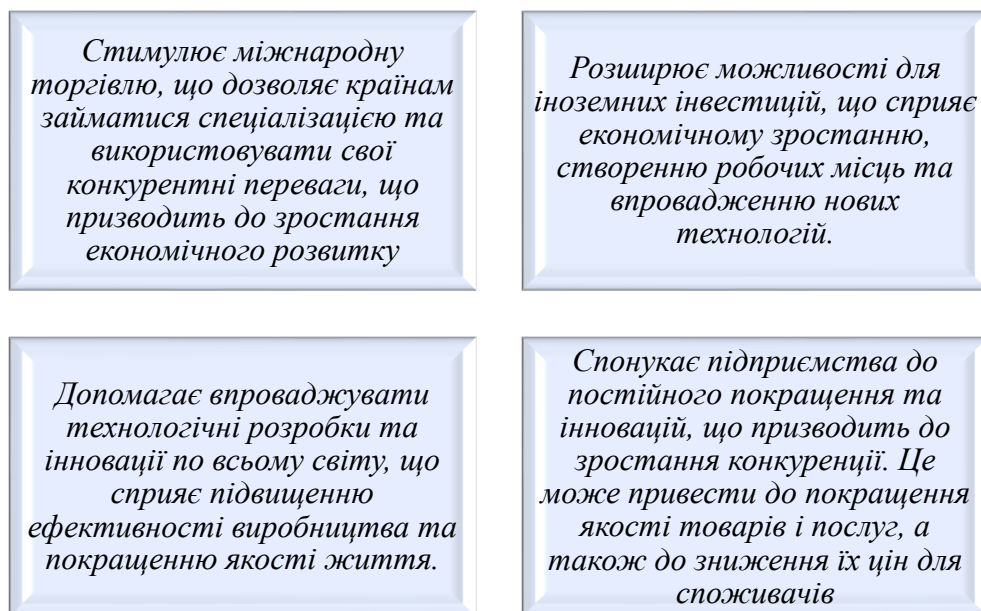 Стимулює міжнародну
торгівлю, що дозволяє країнам
займатися спеціалізацією та
використовувати свої
конкурентні переваги, що
призводить до зростання
економічного розвитку
Розширює можливості для
іноземних інвестицій, що сприяє
економічному зростанню,
створенню робочих місць та
впровадженню нових
технологій.
Допомагає впроваджувати
технологічні розробки та
інновації по всьому світу, що
сприяє підвищенню
ефективності виробництва та
покращенню якості життя.
Спонукає підприємства до
постійного покращення та
інновацій, що призводить до
зростання конкуренції. Це
може привести до покращення
якості товарів і послуг, а
також до зниження їх цін для
споживачів